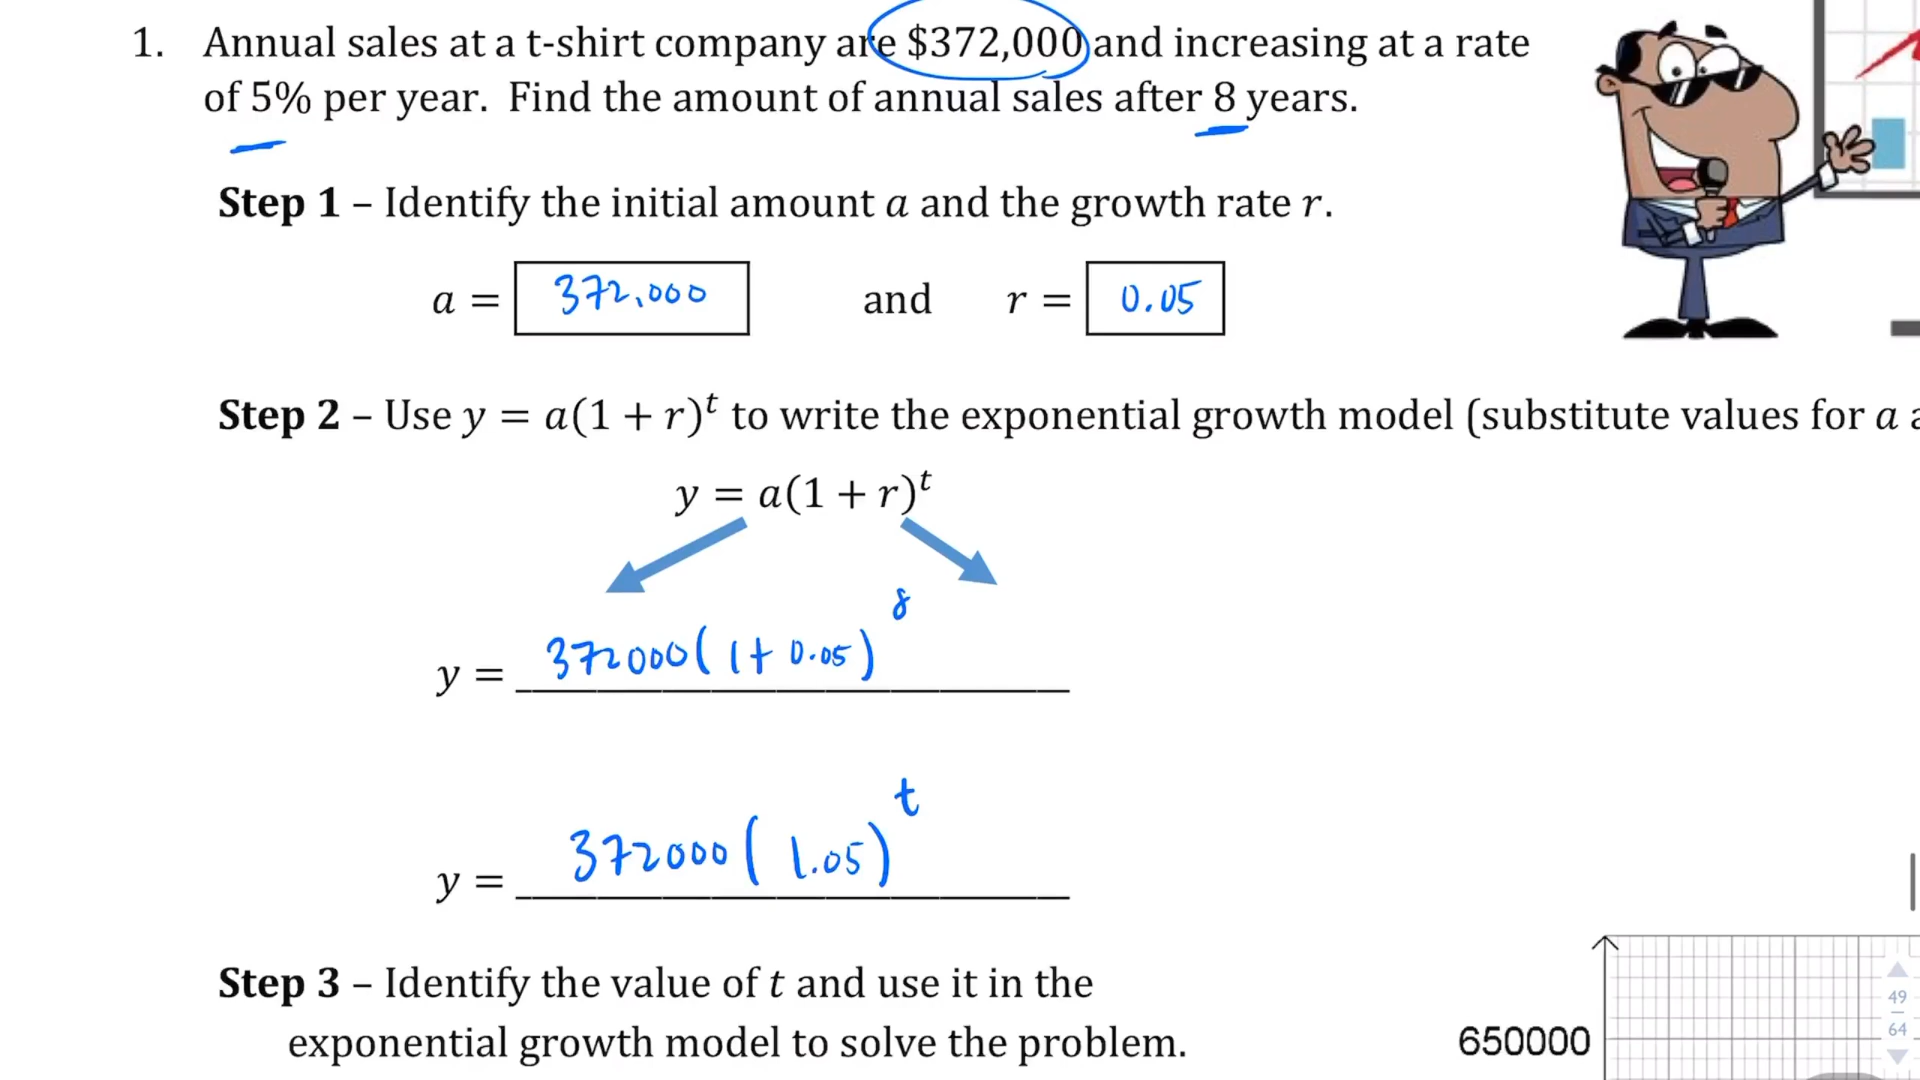 1. Annual sales at a t-shirt company are $372,000 and increasing at a rate
of 5% per year. Find the amount of annual sales after 8 years.
Step 1 – Identify the initial amount a and the growth rate r.
a = 372,000 and r = 0.05
Step 2 – Use y = a(1 + r)^t to write the exponential growth model (substitute values for a
y = a(1 + r)^t
y = 372000(1 + 0.05)^8
y = 372000(1.05)^t
Step 3 – Identify the value of t and use it in the
exponential growth model to solve the problem.
650000
49
64